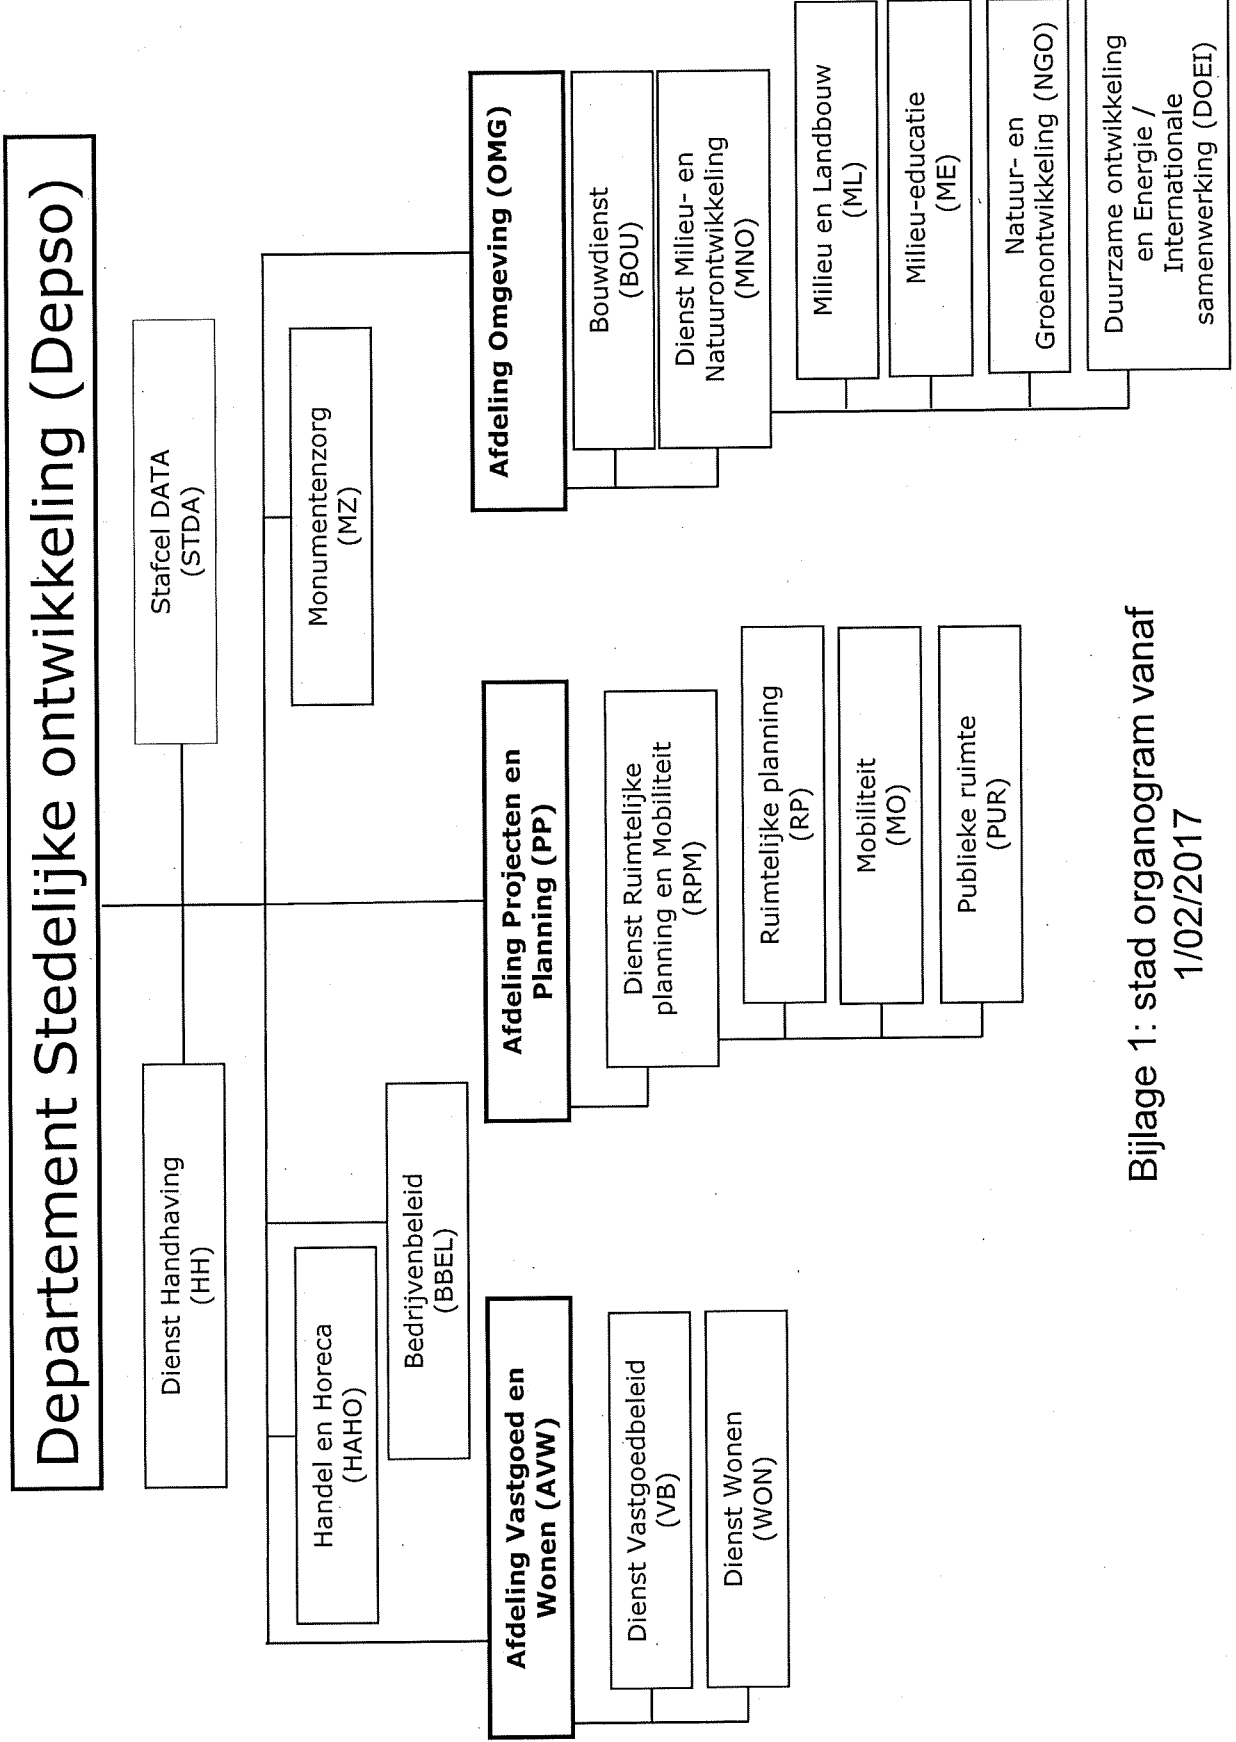 Departement Stedelijke ontwikkeling (Depso)
Dienst Handhaving
(HH)
Stafcel DATA
(STDA)
Handel en Horeca
(HAHO)
Bedrijvenbeleid
(BBEL)
Monumentenzorg
(MZ)
Afdeling Vastgoed en
Wonen (AVW)
Dienst Vastgoedbeleid
(VB)
Dienst Wonen
(WON)
Afdeling Projecten en
Planning (PP)
Dienst Ruimtelijke
planning en Mobiliteit
(RPM)
Ruimtelijke planning
(RP)
Mobiliteit
(MO)
Publieke ruimte
(PUR)
Afdeling Omgeving (OMG)
Bouwdienst
(BOU)
Dienst Milieu- en
Natuurontwikkeling
(MNO)
Milieu en Landbouw
(ML)
Milieu-educatie
(ME)
Natuur- en
Groenontwikkeling (NGO)
Duurzame ontwikkeling
en Energie /
Internationale
samenwerking (DOEI)
Bijlage 1: stad organogram vanaf
1/02/2017